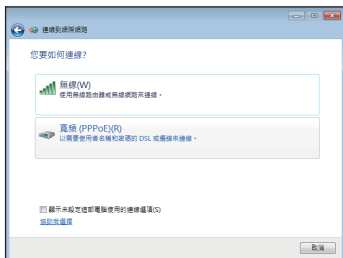 連線到網際網路
您要如何連線?
無線(W)
使用無線路由器或無線網路來連線。
寬頻 (PPPoE)(R)
以需要使用者名稱和密碼的 DSL 或纜線來連線。
顯示未設定這部電腦使用的連線選項(S)
協助我選擇
取消